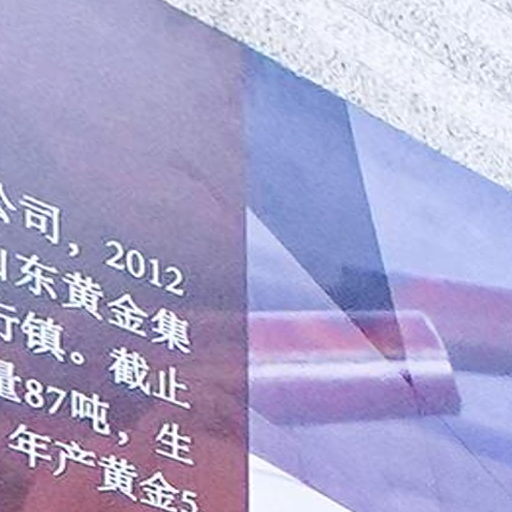 公司，2012
山东黄金集
行镇。截止
量87吨，生
年产黄金5